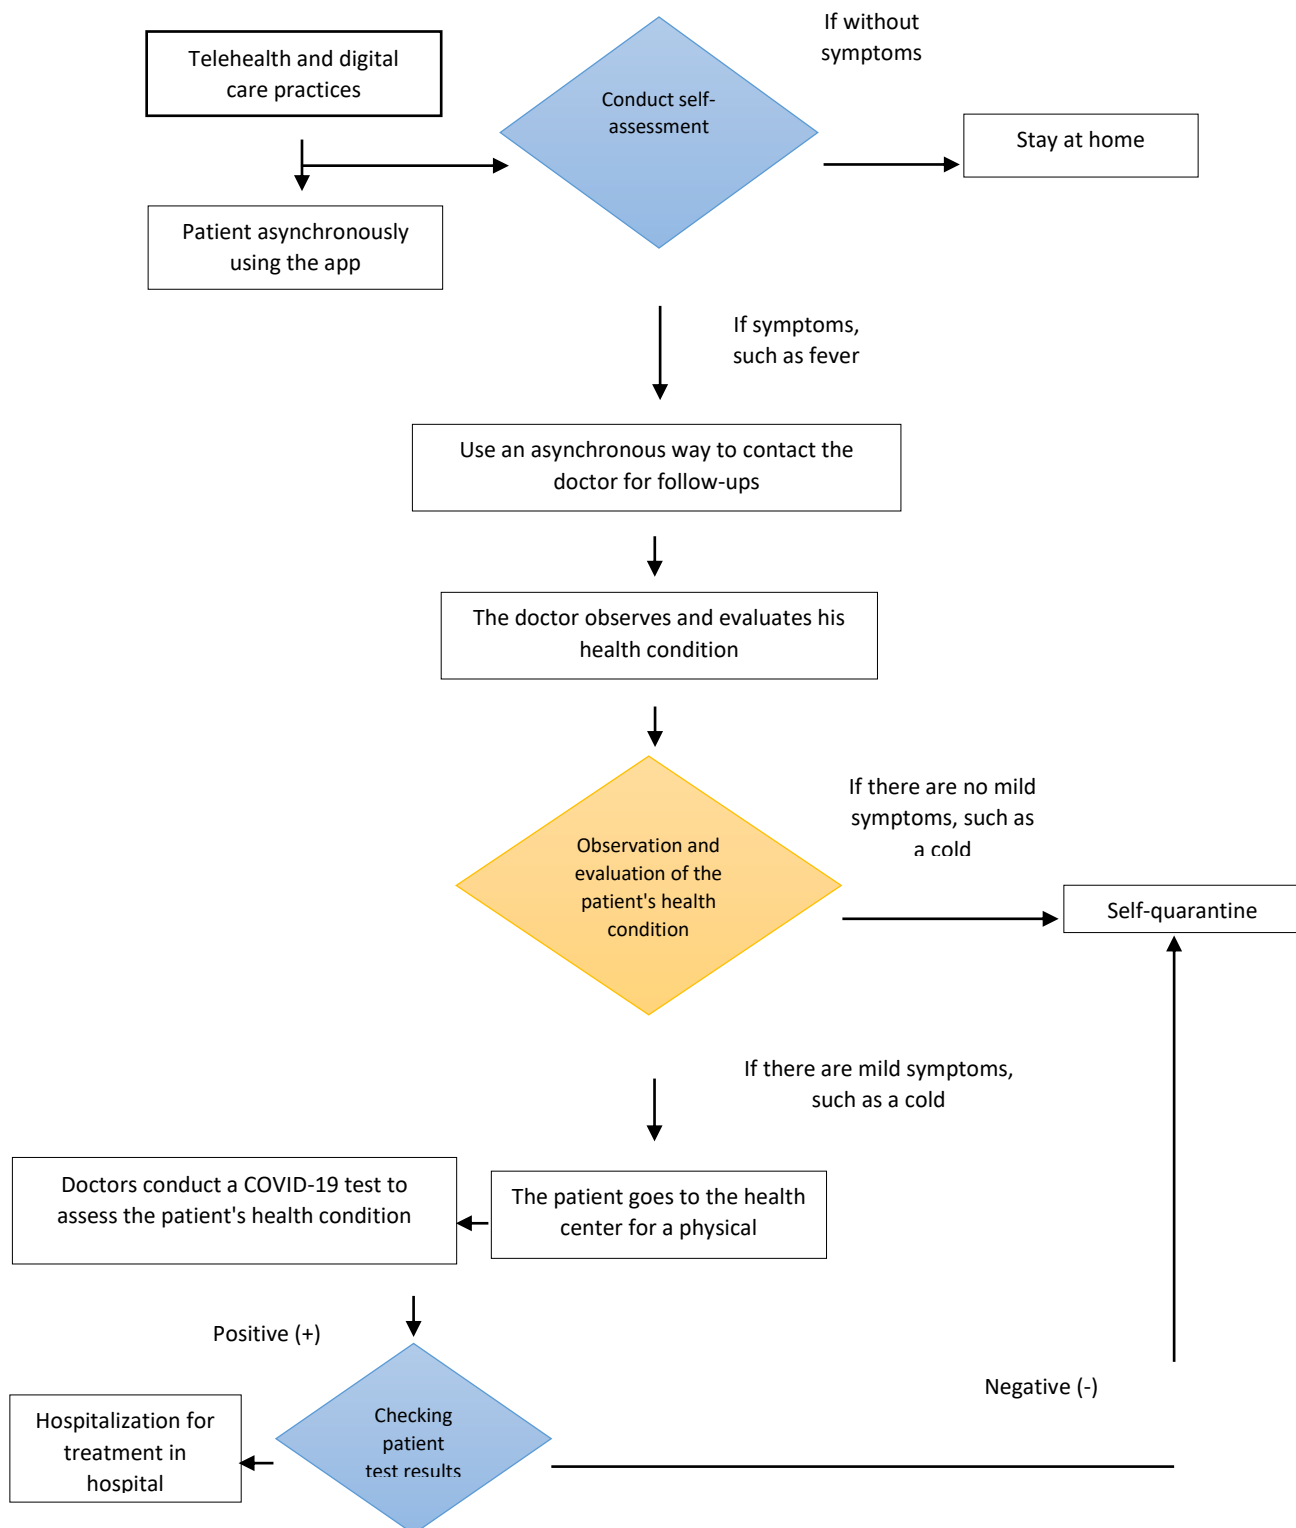 Telehealth and digital
care practices
Conduct self-
assessment
If without
symptoms
Stay at home
Patient asynchronously
using the app
If symptoms,
such as fever
Use an asynchronous way to contact the
doctor for follow-ups
The doctor observes and evaluates his
health condition
Observation and
evaluation of the
patient's health
condition
If there are no mild
symptoms, such as
a cold
Self-quarantine
If there are mild symptoms,
such as a cold
Doctors conduct a COVID-19 test to
assess the patient's health condition
The patient goes to the health
center for a physical
Positive (+)
Negative (-)
Hospitalization for
treatment in
hospital
Checking
patient
test results